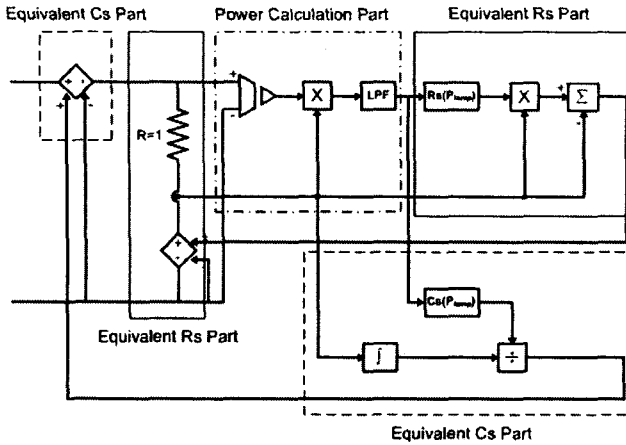 Equivalent Cs Part
Power Calculation Part
Equivalent Rs Part
+ -
+ -
R=1
+
-
X
LPF
Rs(Plamp)
X
+
-
Σ
+
-
Equivalent Rs Part
Cs(Plamp)
∫
÷
Equivalent Cs Part